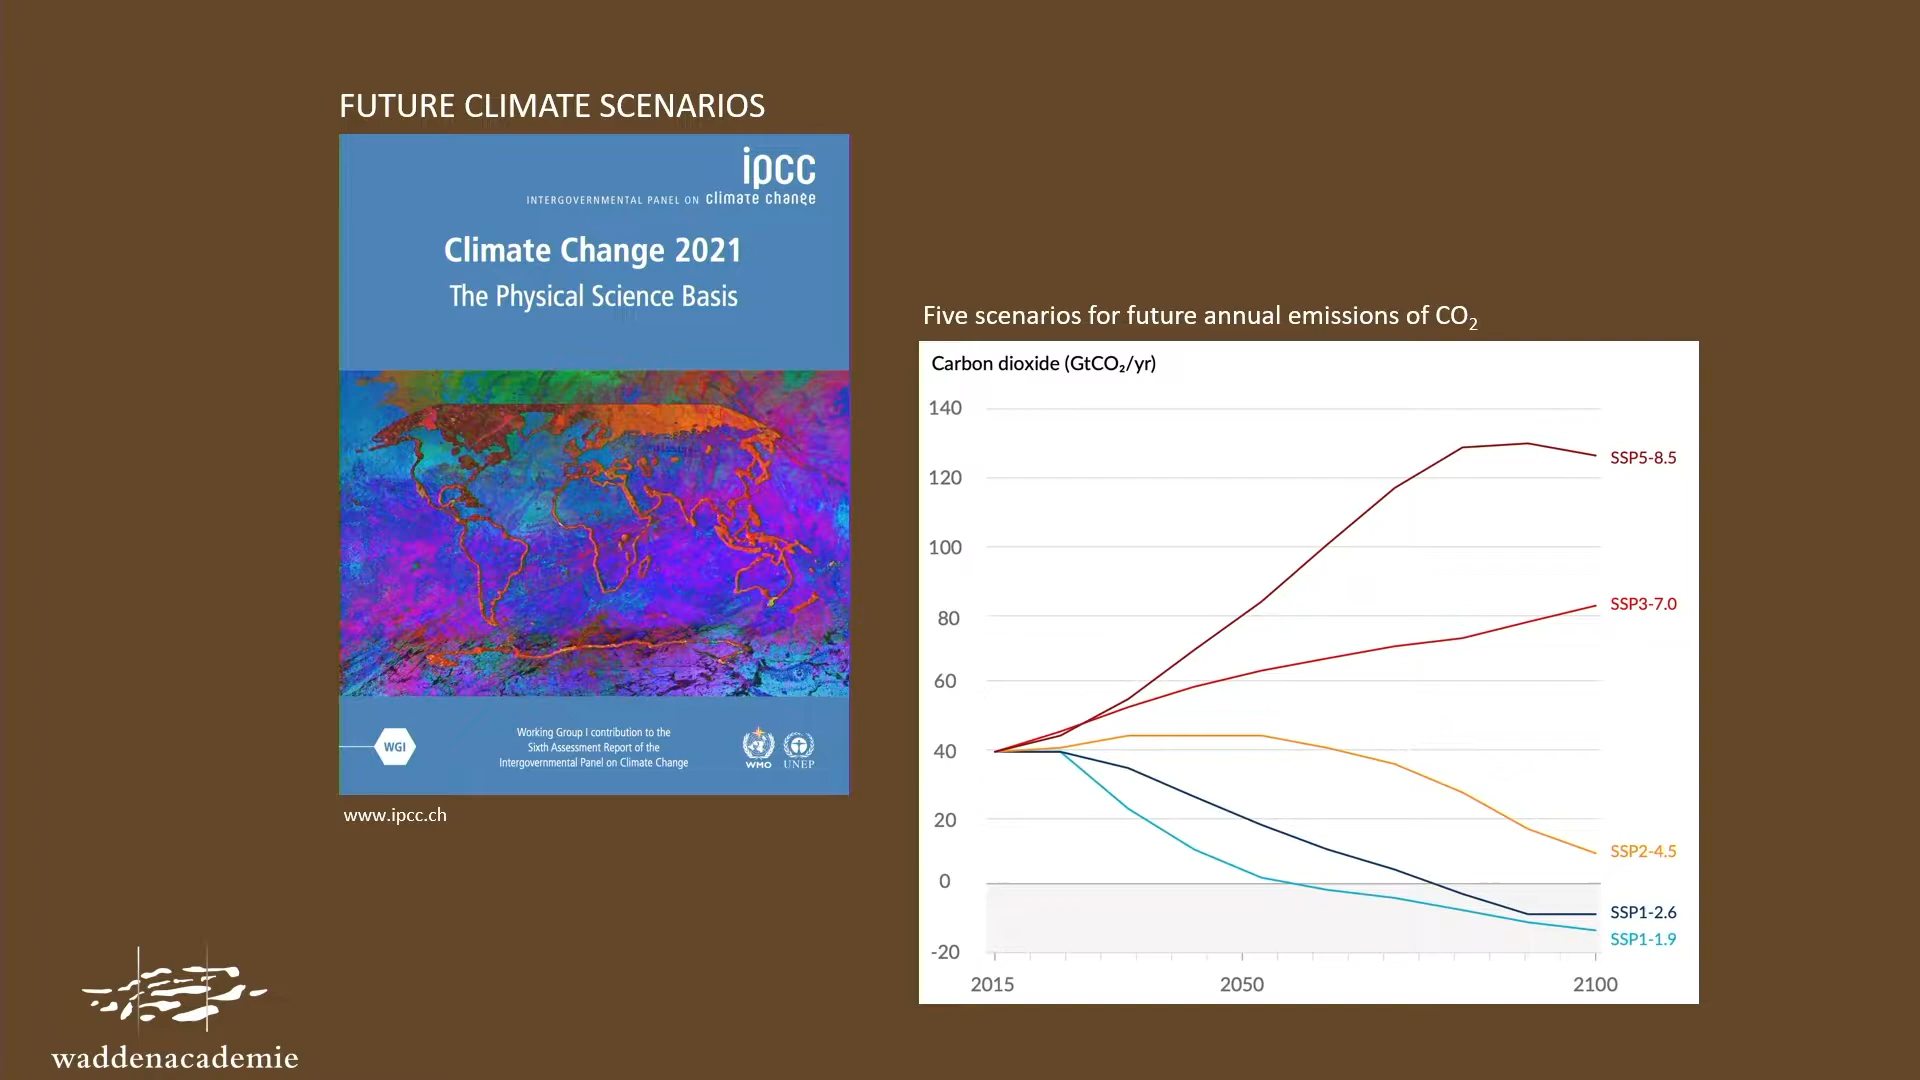 FUTURE CLIMATE SCENARIOS
ipcc
INTERGOVERNMENTAL PANEL ON climate change
Climate Change 2021
The Physical Science Basis
WGI
Working Group I contribution to the
Sixth Assessment Report of the
Intergovernmental Panel on Climate Change
WMO
UNEP
www.ipcc.ch
Five scenarios for future annual emissions of CO₂
Carbon dioxide (GtCO₂/yr)
140
120
100
80
60
40
20
0
-20
2015
2050
2100
SSP5-8.5
SSP3-7.0
SSP2-4.5
SSP1-2.6
SSP1-1.9
waddenacademie